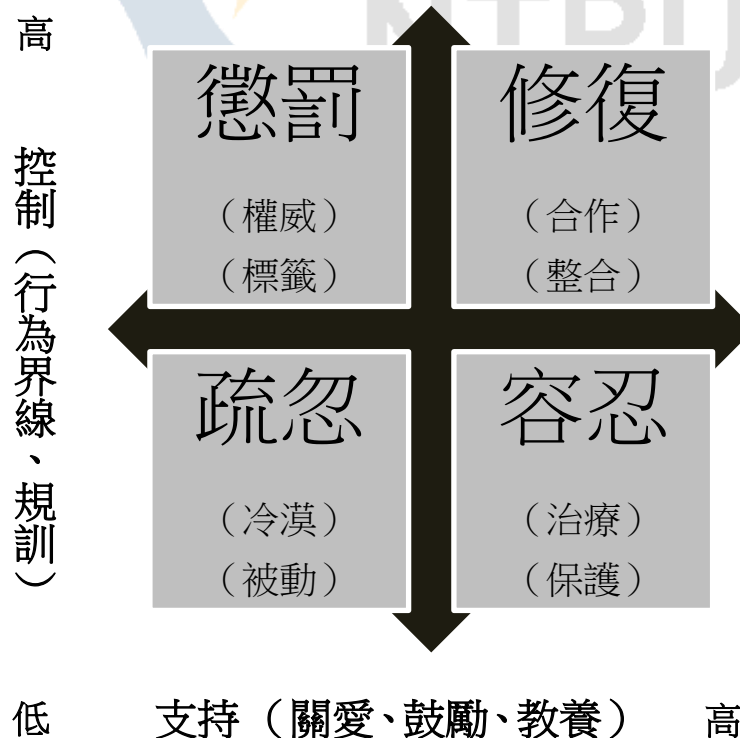 高
懲罰
修復
（權威）
（合作）
（標籤）
（整合）
控制（行為界線、規訓）
疏忽
容忍
（冷漠）
（治療）
（被動）
（保護）
低
支持（關愛、鼓勵、教養）
高